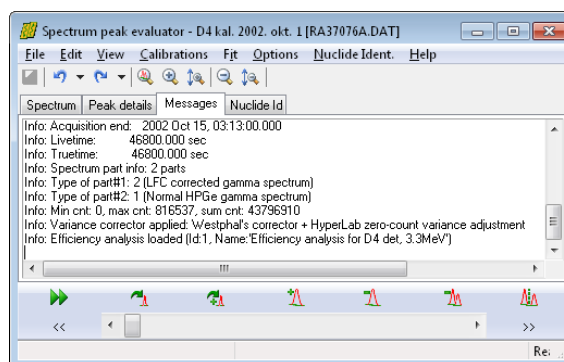 Spectrum peak evaluator - D4 kal. 2002. okt. 1 [RA37076A.DAT]
File Edit View Calibrations Fit Options Nuclide Ident. Help
Spectrum Peak details Messages Nuclide Id
Info: Acquisition end: 2002 Oct 15, 03:13:00.000
Info: Livetime: 46800.000 sec
Info: Truetime: 46800.000 sec
Info: Spectrum part info: 2 parts
Info: Type of part#1: 2 (LFC corrected gamma spectrum)
Info: Type of part#2: 1 (Normal HPGe gamma spectrum)
Info: Min cnt: 0, max cnt: 816537, sum cnt: 43796910
Info: Variance corrector applied: Westphal's corrector + HyperLab zero-count variance adjustment
Info: Efficiency analysis loaded (Id:1, Name:'Efficiency analysis for D4 det, 3.3MeV')
<< >>